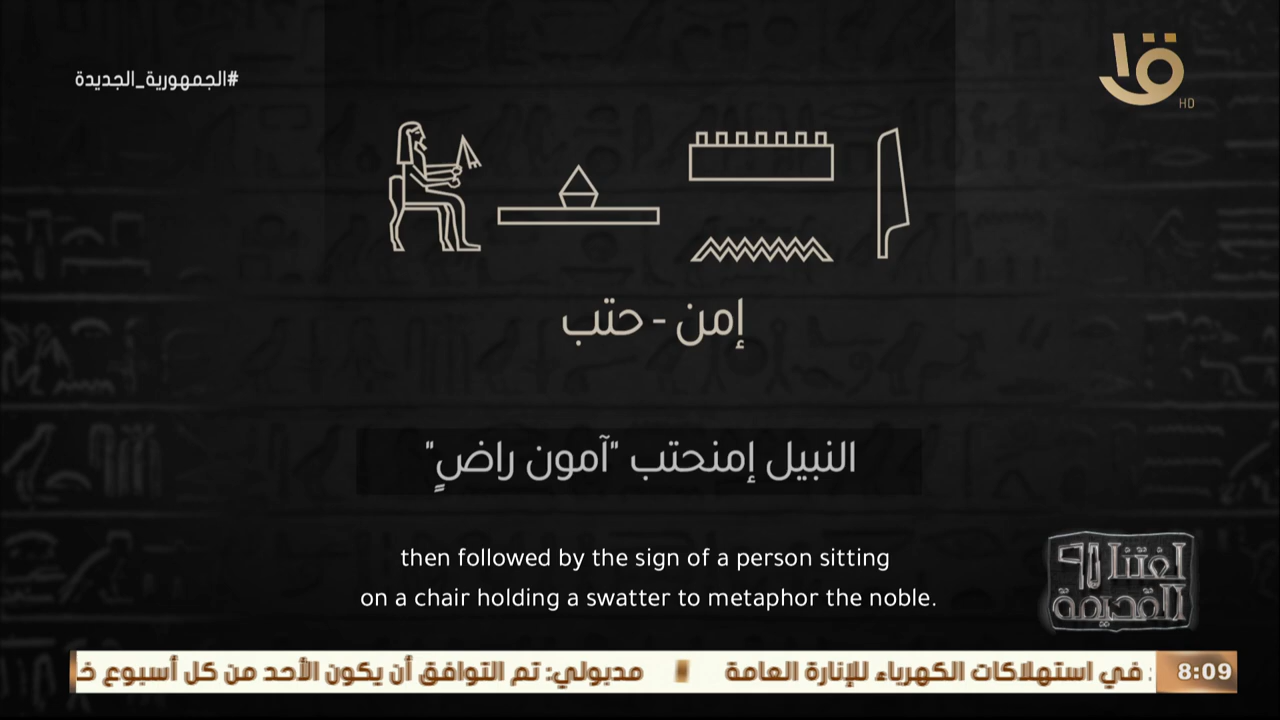 #الجمهورية_الجديدة
HD
إمن - حتب
النبيل إمنحتب "آمون راضٍ"
then followed by the sign of a person sitting
on a chair holding a swatter to metaphor the noble.
لغتنا
القديمة
في استهلاكات الكهرباء للإنارة العامة
مدبولي: تم التوافق أن يكون الأحد من كل أسبوع
8:09